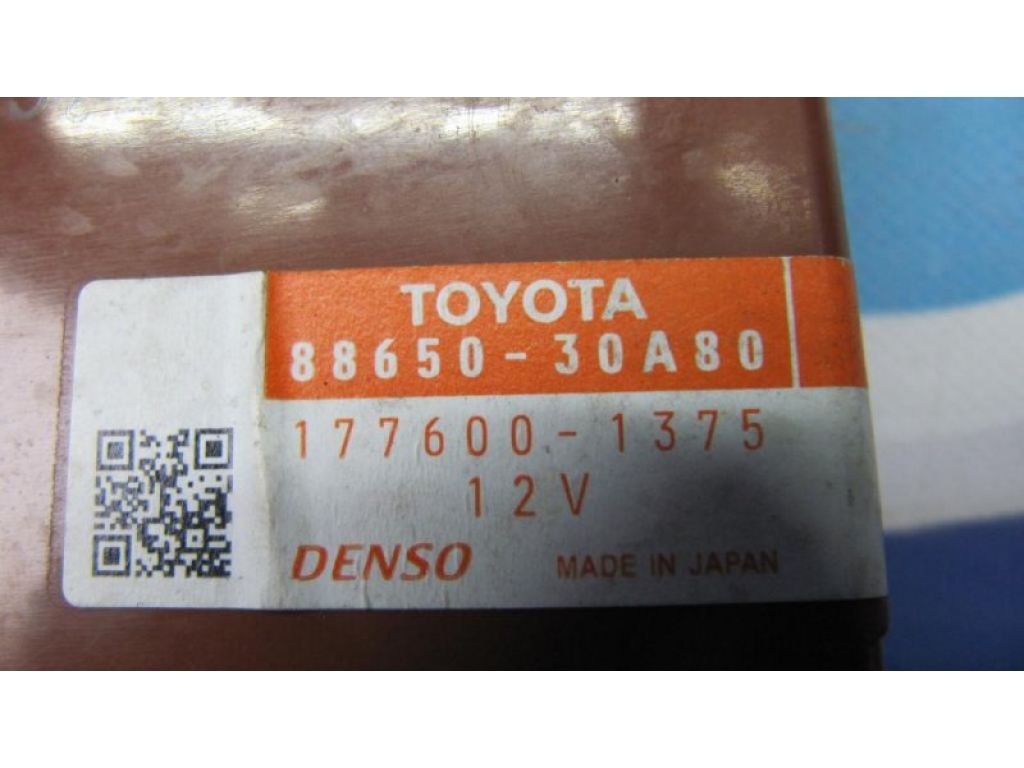 TOYOTA
88650-30A80
177600-1375
12V
DENSO MADE IN JAPAN